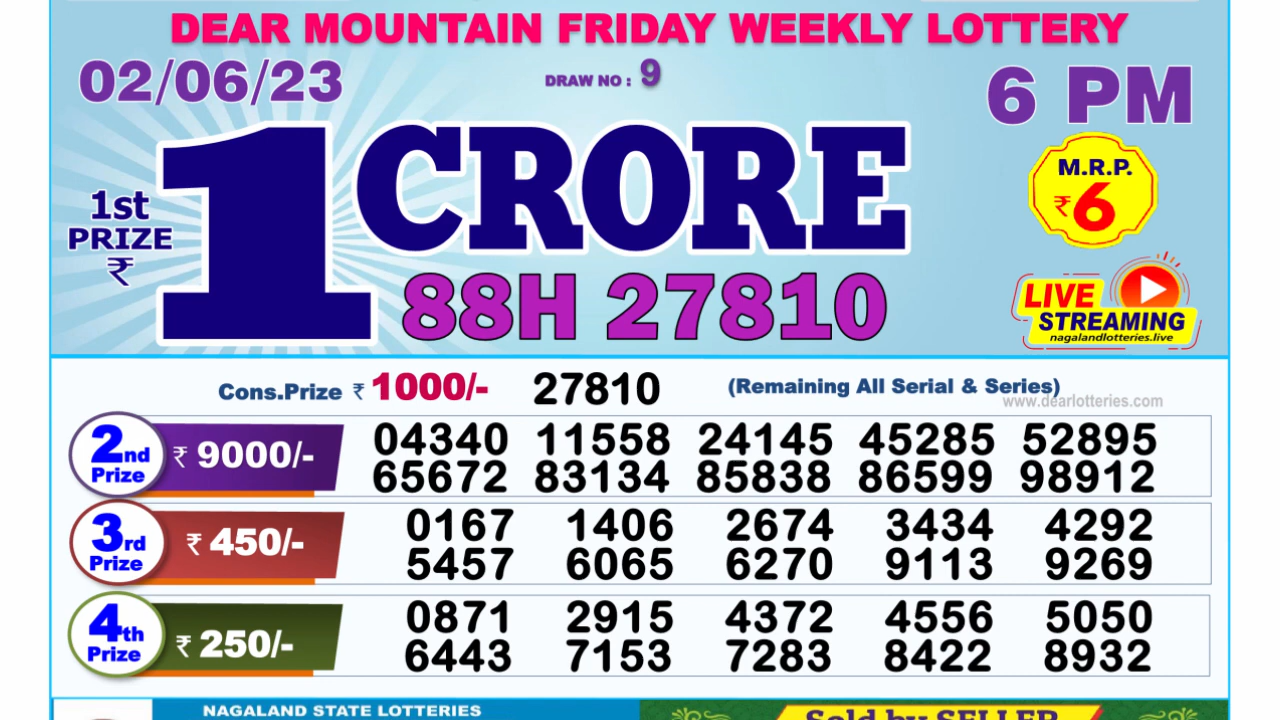 DEAR MOUNTAIN FRIDAY WEEKLY LOTTERY
02/06/23 DRAW NO : 9 6 PM
M.R.P.
₹6
1st
PRIZE
₹
1 CRORE
88H 27810
LIVE
STREAMING
nagalandlotteries.live
Cons.Prize ₹ 1000/- 27810 (Remaining All Serial & Series)
www.dearlotteries.com
2nd
Prize
₹ 9000/-
04340 11558 24145 45285 52895
65672 83134 85838 86599 98912
3rd
Prize
₹ 450/-
0167 1406 2674 3434 4292
5457 6065 6270 9113 9269
4th
Prize
₹ 250/-
0871 2915 4372 4556 5050
6443 7153 7283 8422 8932
NAGALAND STATE LOTTERIES
Sold by SELLER